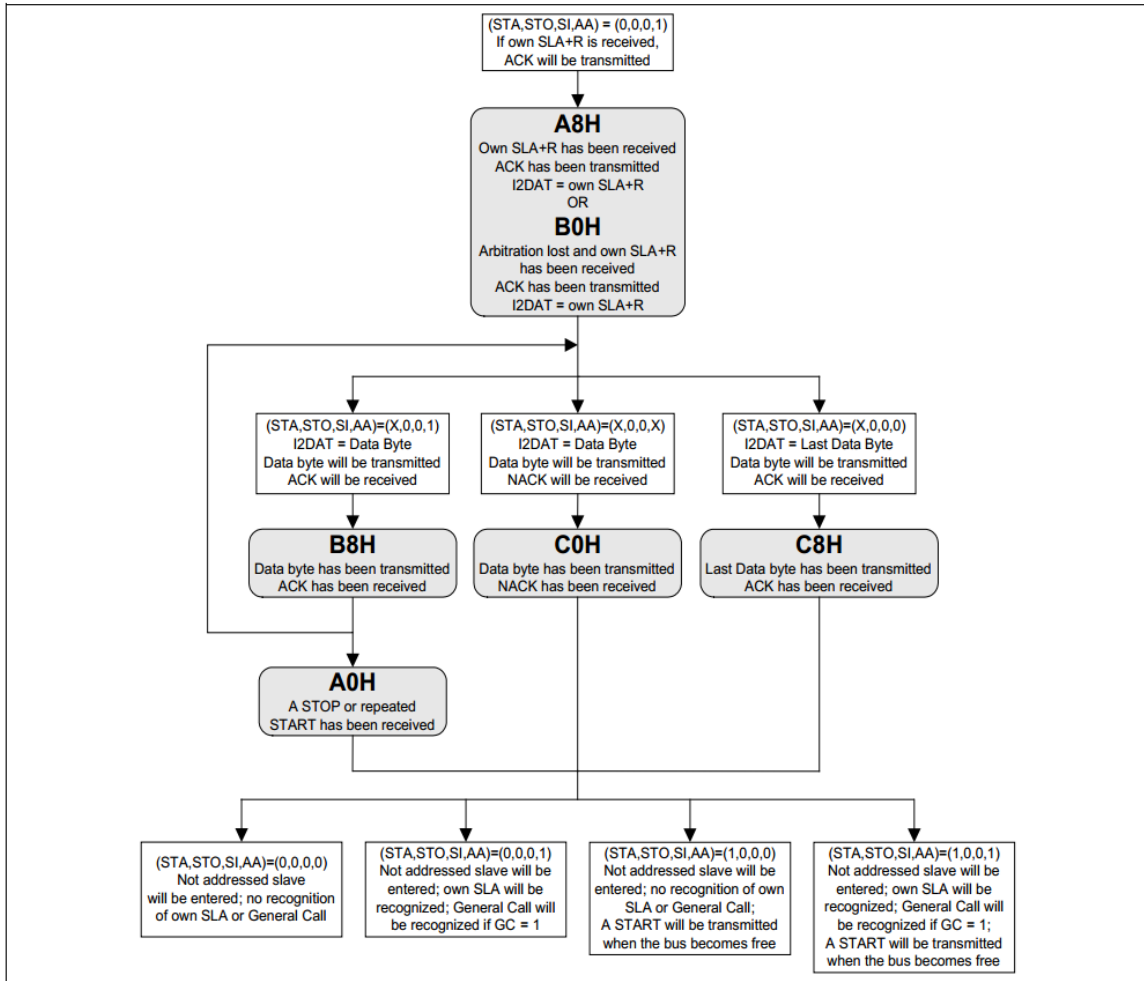 (STA,STO,SI,AA) = (0,0,0,1)
If own SLA+R is received,
ACK will be transmitted
A8H
Own SLA+R has been received
ACK has been transmitted
I2DAT = own SLA+R
OR
B0H
Arbitration lost and own SLA+R
has been received
ACK has been transmitted
I2DAT = own SLA+R
(STA,STO,SI,AA)=(X,0,0,1)
I2DAT = Data Byte
Data byte will be transmitted
ACK will be received
(STA,STO,SI,AA)=(X,0,0,X)
I2DAT = Data Byte
Data byte will be transmitted
NACK will be received
(STA,STO,SI,AA)=(X,0,0,0)
I2DAT = Last Data Byte
Data byte will be transmitted
ACK will be received
B8H
Data byte has been transmitted
ACK has been received
C0H
Data byte has been transmitted
NACK has been received
C8H
Last Data byte has been transmitted
ACK has been received
A0H
A STOP or repeated
START has been received
(STA,STO,SI,AA)=(0,0,0,0)
Not addressed slave
will be entered; no recognition
of own SLA or General Call
(STA,STO,SI,AA)=(0,0,0,1)
Not addressed slave will be
entered; own SLA will be
recognized; General Call will
be recognized if GC = 1
(STA,STO,SI,AA)=(1,0,0,0)
Not addressed slave will be
entered; no recognition of own
SLA or General Call;
A START will be transmitted
when the bus becomes free
(STA,STO,SI,AA)=(1,0,0,1)
Not addressed slave will be
entered; own SLA will be
recognized; General Call will
be recognized if GC = 1;
A START will be transmitted
when the bus becomes free